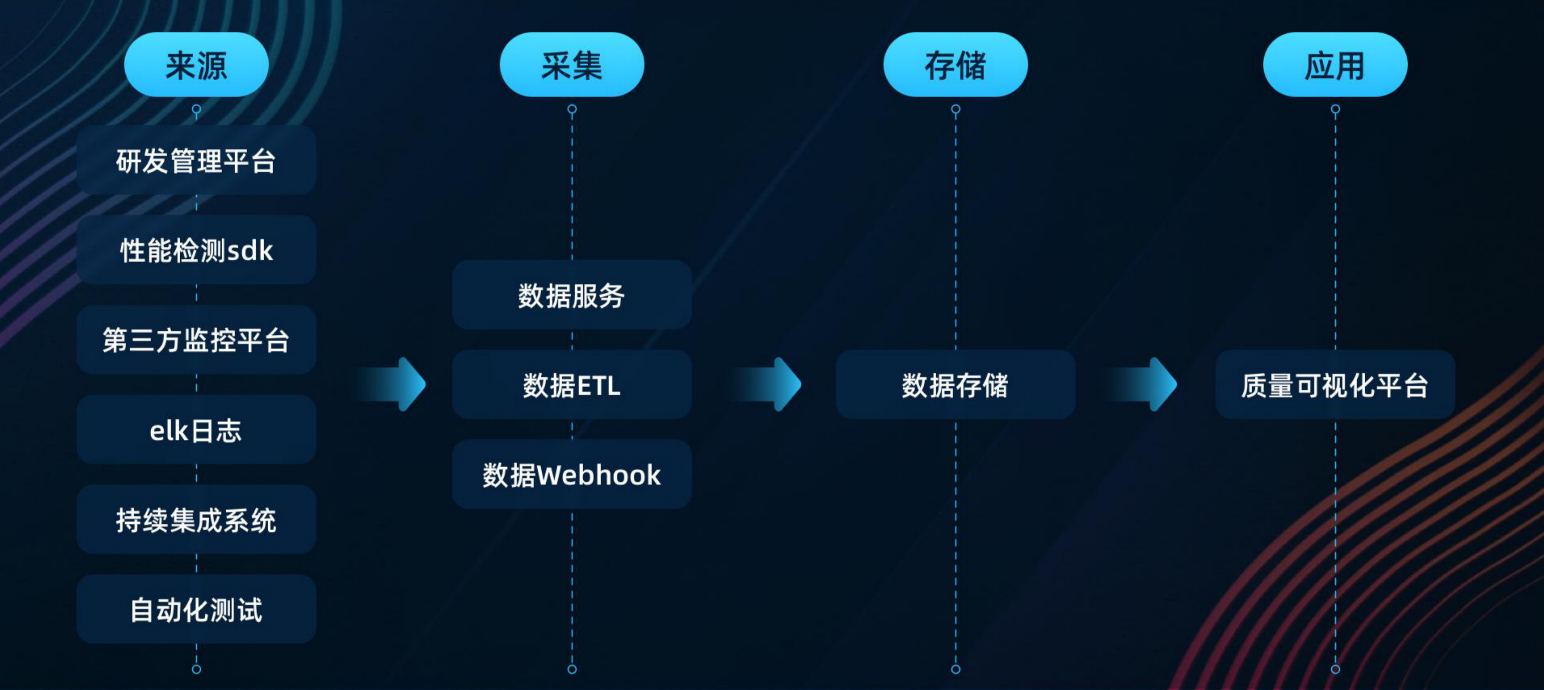 来源
研发管理平台
性能检测sdk
第三方监控平台
elk日志
持续集成系统
自动化测试
采集
数据服务
数据ETL
数据Webhook
存储
数据存储
应用
质量可视化平台